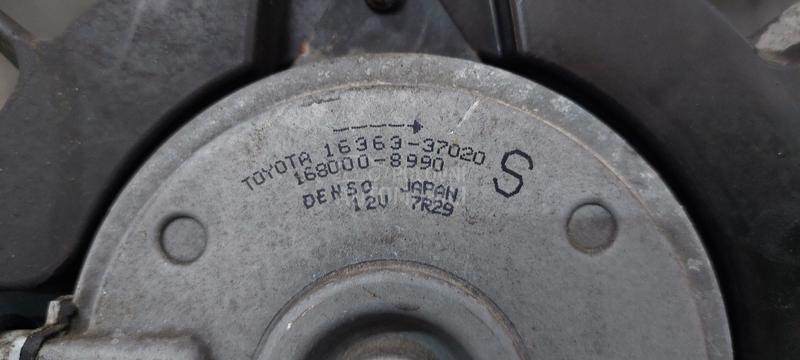 TOYOTA 16363-37020
168000-8990 S
DENSO JAPAN
12V 7R29